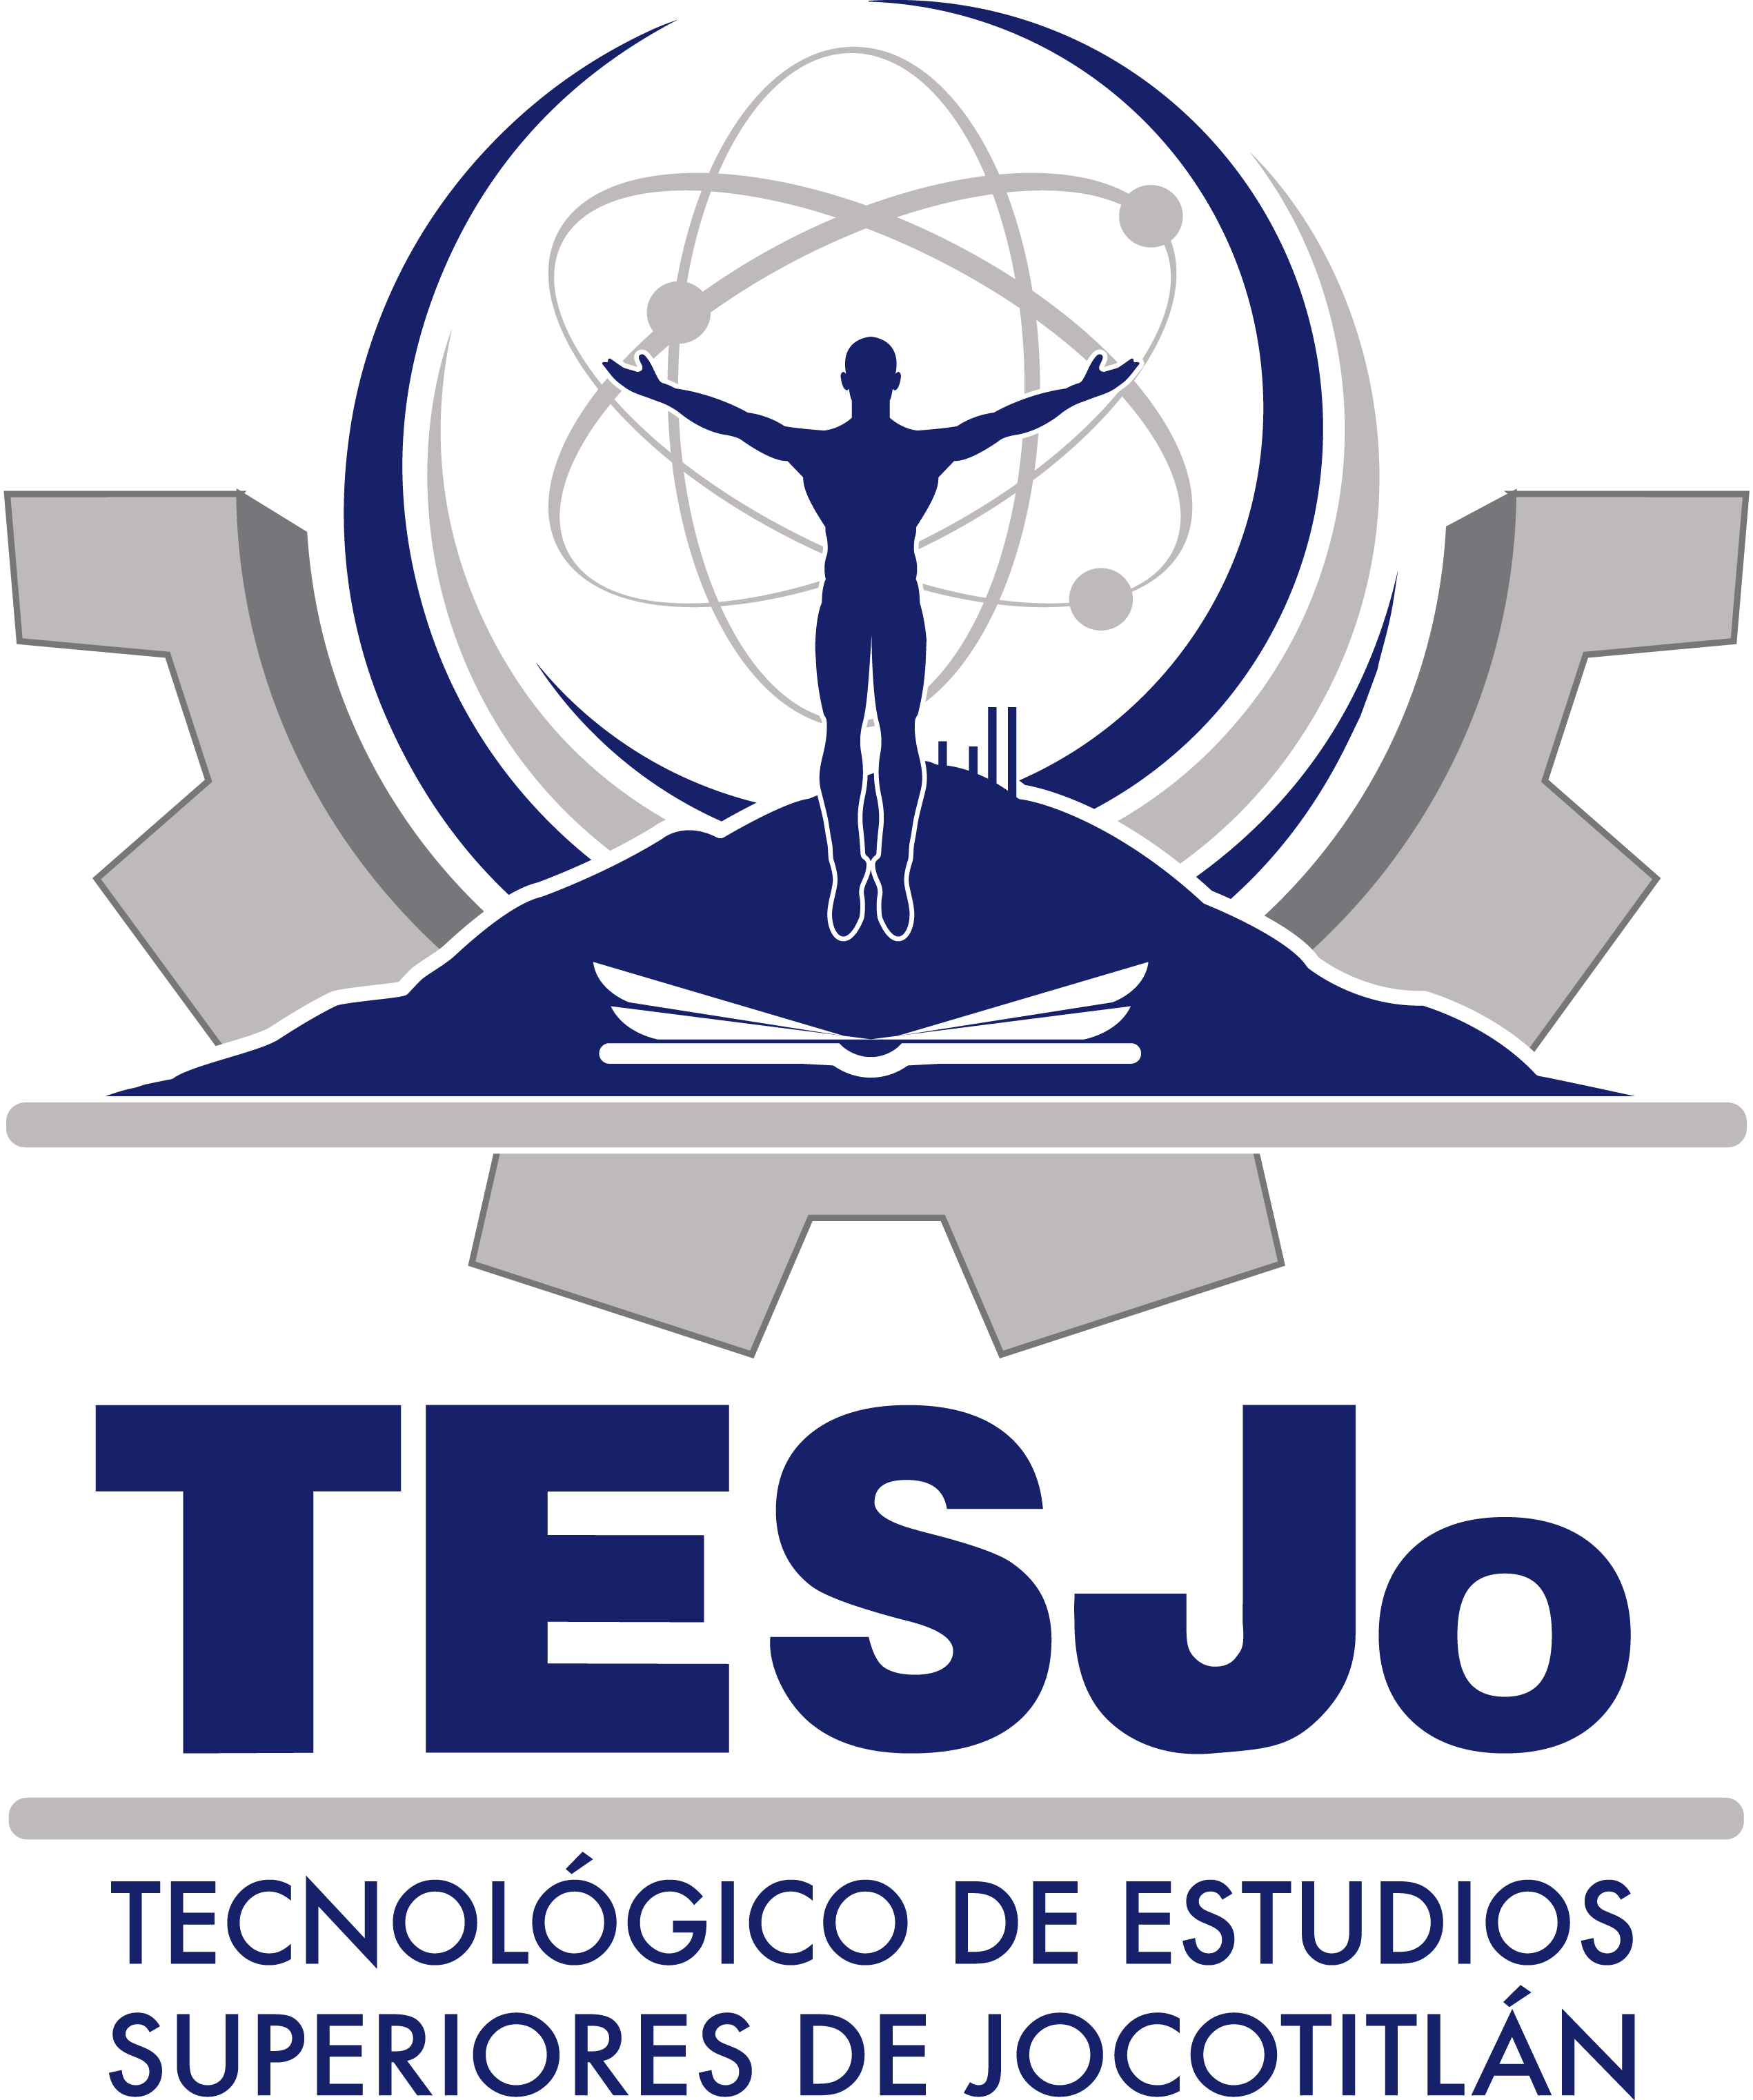 TESJo
TECNOLÓGICO DE ESTUDIOS
SUPERIORES DE JOCOTITLÁN